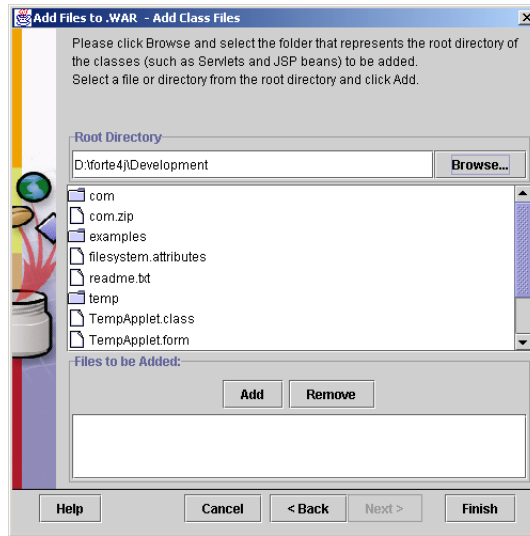 Add Files to .WAR - Add Class Files
Please click Browse and select the folder that represents the root directory of
the classes (such as Servlets and JSP beans) to be added.
Select a file or directory from the root directory and click Add.
Root Directory
D:\forte4j\Development
Browse...
com
com.zip
examples
filesystem.attributes
readme.txt
temp
TempApplet.class
TempApplet.form
Files to be Added:
Add Remove
Help Cancel < Back Next > Finish